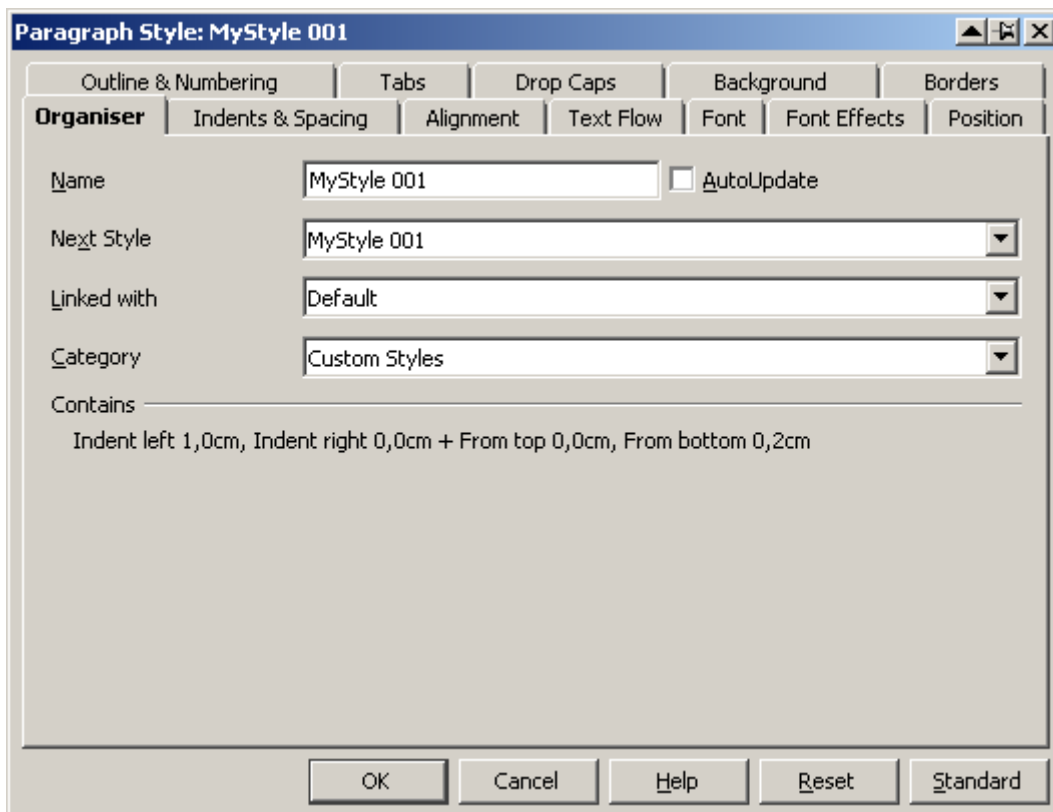 Paragraph Style: MyStyle 001
Outline & Numbering Tabs Drop Caps Background Borders
Organiser Indents & Spacing Alignment Text Flow Font Font Effects Position
Name MyStyle 001 AutoUpdate
Next Style MyStyle 001
Linked with Default
Category Custom Styles
Contains
Indent left 1,0cm, Indent right 0,0cm + From top 0,0cm, From bottom 0,2cm
OK Cancel Help Reset Standard